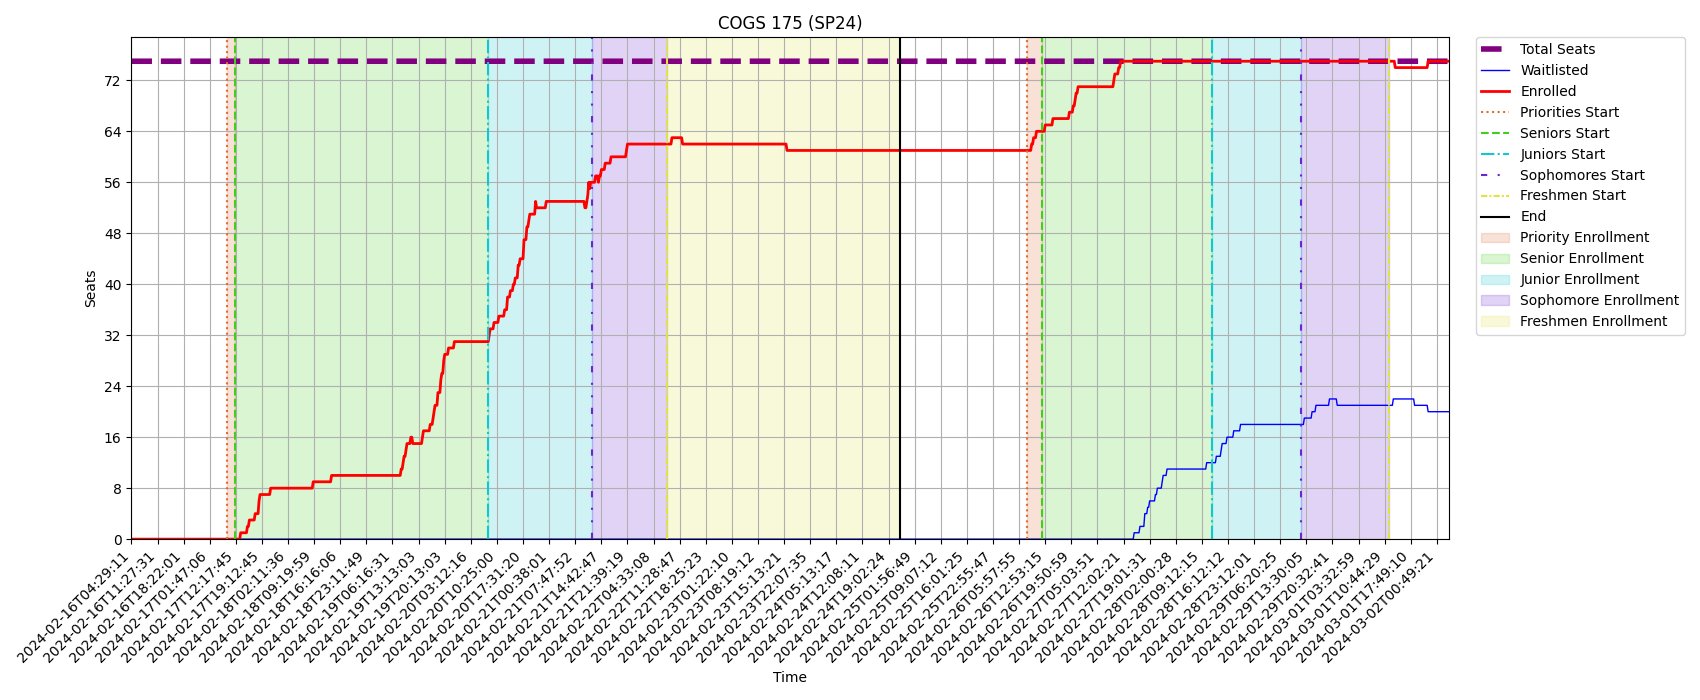 COGS 175 (SP24)
Total Seats
Waitlisted
Enrolled
Priorities Start
Seniors Start
Juniors Start
Sophomores Start
Freshmen Start
End
Priority Enrollment
Senior Enrollment
Junior Enrollment
Sophomore Enrollment
Freshmen Enrollment
Seats
72
64
56
48
40
32
24
16
8
0
2024-02-16T04:29:11
2024-02-16T11:27:31
2024-02-16T18:22:01
2024-02-17T01:47:06
2024-02-17T12:17:45
2024-02-17T19:12:45
2024-02-18T02:11:36
2024-02-18T09:19:59
2024-02-18T16:16:06
2024-02-18T23:11:49
2024-02-19T06:16:31
2024-02-19T13:13:03
2024-02-19T20:13:03
2024-02-20T03:12:16
2024-02-20T10:25:00
2024-02-20T17:31:20
2024-02-21T00:38:01
2024-02-21T07:47:52
2024-02-21T14:42:47
2024-02-21T21:39:19
2024-02-22T04:33:08
2024-02-22T11:28:47
2024-02-22T18:25:23
2024-02-23T01:22:10
2024-02-23T08:19:12
2024-02-23T15:13:21
2024-02-23T22:07:35
2024-02-24T05:13:17
2024-02-24T12:08:11
2024-02-24T19:02:24
2024-02-25T01:56:49
2024-02-25T09:07:12
2024-02-25T16:01:25
2024-02-25T22:55:47
2024-02-26T05:57:55
2024-02-26T12:53:15
2024-02-26T19:50:59
2024-02-27T05:03:51
2024-02-27T12:02:21
2024-02-27T19:01:31
2024-02-28T02:00:28
2024-02-28T09:12:15
2024-02-28T16:12:12
2024-02-28T23:12:01
2024-02-29T06:20:25
2024-02-29T13:30:05
2024-02-29T20:32:41
2024-03-01T03:32:59
2024-03-01T10:44:29
2024-03-01T17:49:10
2024-03-02T00:49:21
Time